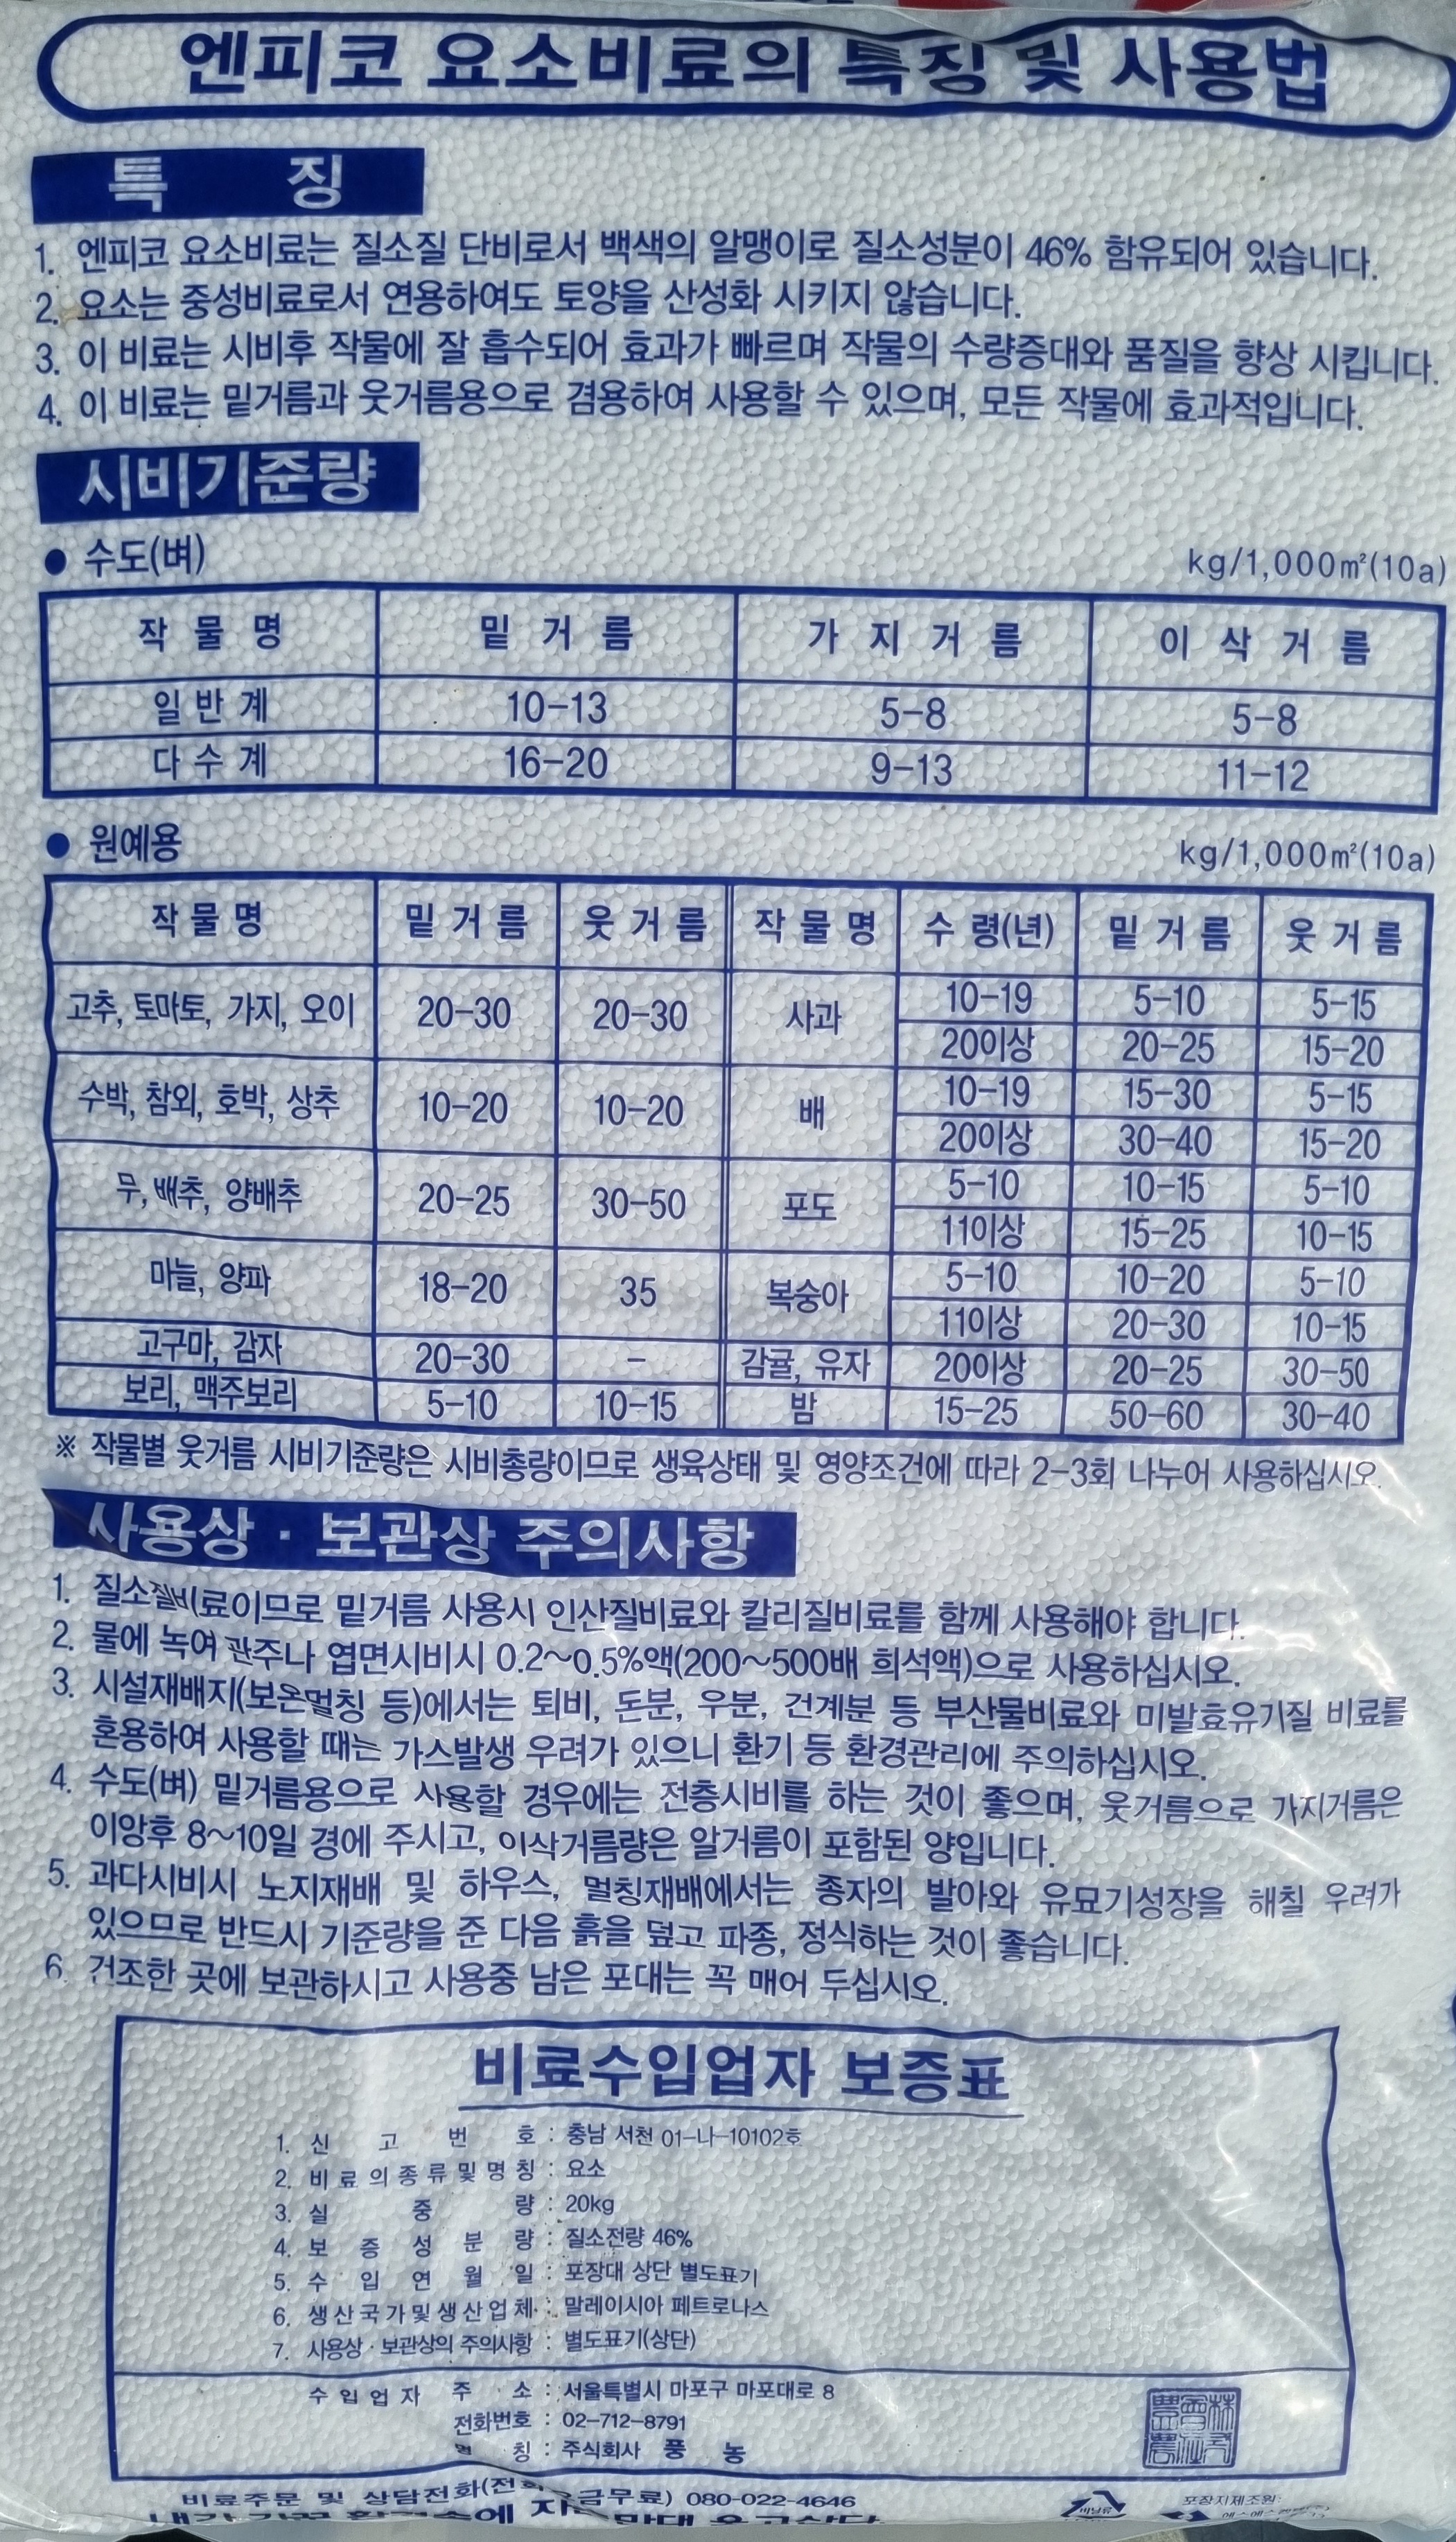 엔피코 요소비료의 특징 및 사용법
특 징
1. 엔피코 요소비료는 질소질 단비로서 백색의 알맹이로 질소성분이 46% 함유되어 있습니다.
2. 요소는 중성비료로서 연용하여도 토양을 산성화 시키지 않습니다.
3. 이 비료는 시비후 작물에 잘 흡수되어 효과가 빠르며 작물의 수량증대와 품질을 향상 시킵니다.
4. 이 비료는 밑거름과 웃거름용으로 겸용하여 사용할 수 있으며, 모든 작물에 효과적입니다.
시비기준량
● 수도(벼) kg/1,000㎡(10a)
작 물 명 밑 거 름 가 지 거 름 이 삭 거 름
일 반 계 10-13 5-8 5-8
다 수 계 16-20 9-13 11-12
● 원예용 kg/1,000㎡(10a)
작 물 명 밑 거 름 웃 거 름 작 물 명 수 령(년) 밑 거 름 웃 거 름
고추, 토마토, 가지, 오이 20-30 20-30 사과 10-19 5-10 5-15
20이상 20-25 15-20
수박, 참외, 호박, 상추 10-20 10-20 배 10-19 15-30 5-15
20이상 30-40 15-20
무, 배추, 양배추 20-25 30-50 포도 5-10 10-15 5-10
11이상 15-25 10-15
마늘, 양파 18-20 35 복숭아 5-10 10-20 5-10
11이상 20-30 10-15
고구마, 감자 20-30 - 감귤, 유자 20이상 20-25 30-50
보리, 맥주보리 5-10 10-15 밤 15-25 50-60 30-40
※ 작물별 웃거름 시비기준량은 시비총량이므로 생육상태 및 영양조건에 따라 2-3회 나누어 사용하십시오.
사용상 · 보관상 주의사항
1. 질소질비료이므로 밑거름 사용시 인산질비료와 칼리질비료를 함께 사용해야 합니다.
2. 물에 녹여 관주나 엽면시비시 0.2~0.5%액(200~500배 희석액)으로 사용하십시오.
3. 시설재배지(보온멀칭 등)에서는 퇴비, 돈분, 우분, 건계분 등 부산물비료와 미발효유기질 비료를
혼용하여 사용할 때는 가스발생 우려가 있으니 환기 등 환경관리에 주의하십시오.
4. 수도(벼) 밑거름용으로 사용할 경우에는 전층시비를 하는 것이 좋으며, 웃거름으로 가지거름은
이앙후 8~10일 경에 주시고, 이삭거름량은 알거름이 포함된 양입니다.
5. 과다시비시 노지재배 및 하우스, 멀칭재배에서는 종자의 발아와 유묘기성장을 해칠 우려가
있으므로 반드시 기준량을 준 다음 흙을 덮고 파종, 정식하는 것이 좋습니다.
6. 건조한 곳에 보관하시고 사용중 남은 포대는 꼭 매어 두십시오.
비료수입업자 보증표
1. 신 고 번 호 : 충남 서천 01-나-10102호
2. 비료의종류및명칭 : 요소
3. 실 중 량 : 20kg
4. 보 증 성 분 량 : 질소전량 46%
5. 수 입 연 월 일 : 포장대 상단 별도표기
6. 생산국가및생산업체 : 말레이시아 페트로나스
7. 사용상 · 보관상의 주의사항 : 별도표기(상단)
수입업자 주 소 : 서울특별시 마포구 마포대로 8
전화번호 : 02-712-8791
명 칭 : 주식회사 풍 농
비료주문 및 상담전화 080-022-4646
비닐류
포장지제조원: